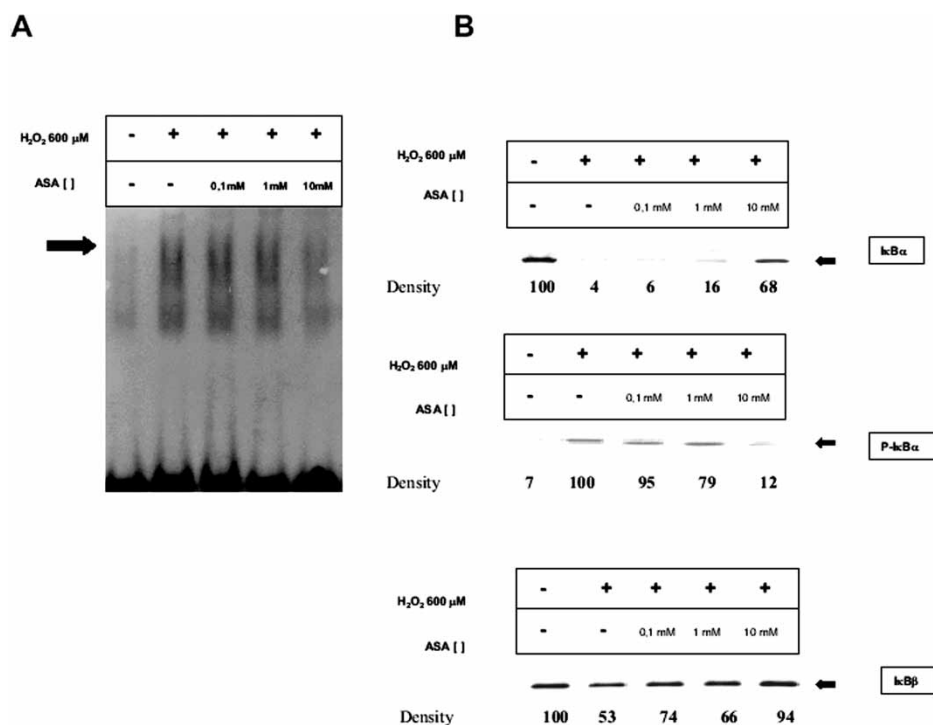 A
B
H₂O₂ 600 µM - + + + +
ASA [ ] - - 0,1mM 1mM 10mM
H₂O₂ 600 µM - + + + +
ASA [ ] - - 0,1 mM 1 mM 10 mM
IκBα
Density 100 4 6 16 68
H₂O₂ 600 µM - + + + +
ASA [ ] - - 0,1 mM 1 mM 10 mM
P-IκBα
Density 7 100 95 79 12
H₂O₂ 600 µM - + + + +
ASA [ ] - - 0,1 mM 1 mM 10 mM
IκBβ
Density 100 53 74 66 94